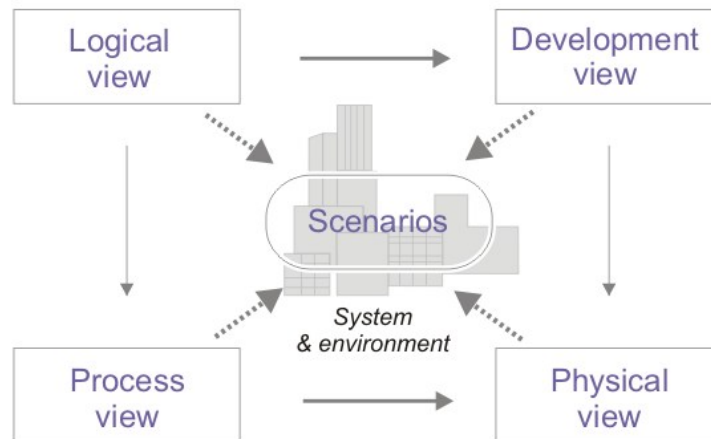 Logical
view
Development
view
Scenarios
System
& environment
Process
view
Physical
view